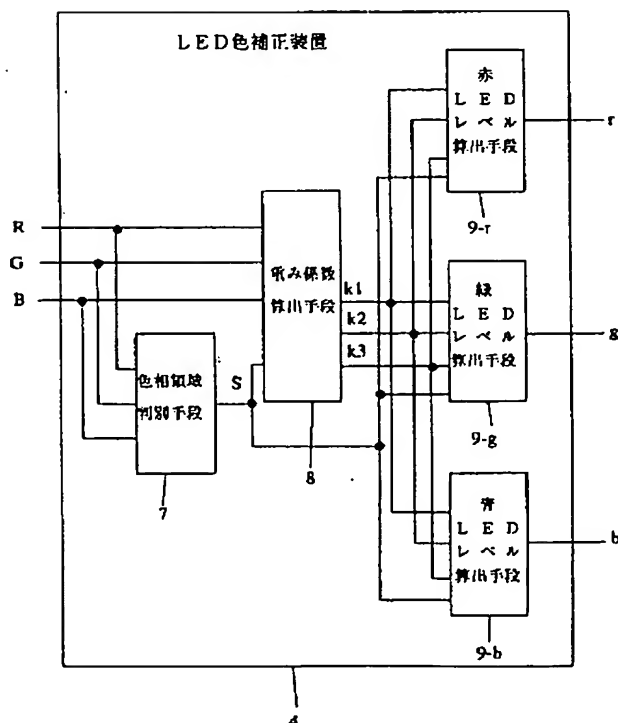 LED色補正装置
赤
LED
レベル
算出手段
r
9-r
R
G
B
重み係数
算出手段
k1
k2
k3
8
色相領域
判別手段
S
7
緑
LED
レベル
算出手段
g
9-g
青
LED
レベル
算出手段
b
9-b